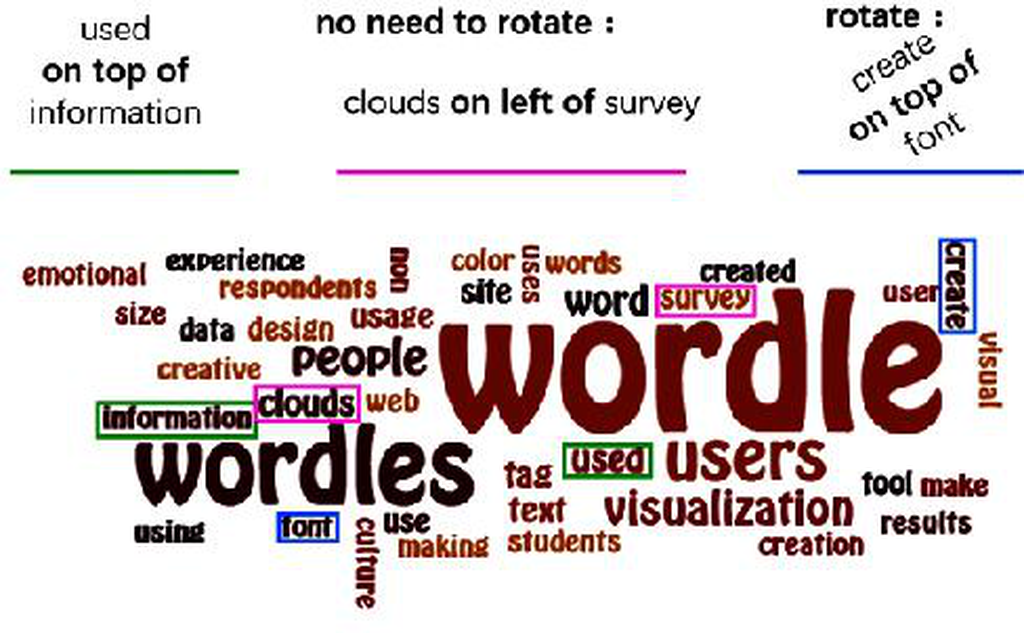 used
on top of
information
no need to rotate :
clouds on left of survey
rotate :
create
on top of
font
emotional
experience
respondents
non
color
uses
words
site
word
survey
created
user
create
size
data
design
usage
people
creative
wordle
visual
information
clouds
web
wordles
tag
used
users
tool
make
text
visualization
results
using
font
culture
use
making
students
creation